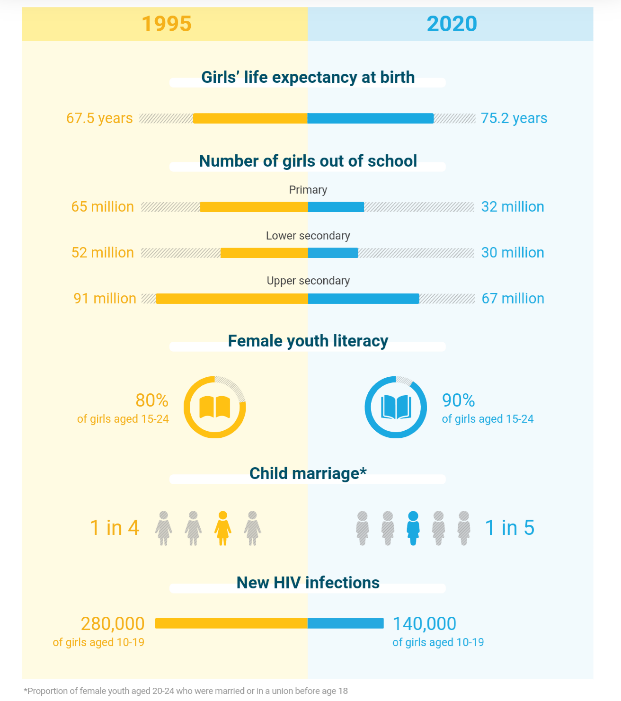 1995 2020
Girls’ life expectancy at birth
67.5 years 75.2 years
Number of girls out of school
Primary
65 million 32 million
Lower secondary
52 million 30 million
Upper secondary
91 million 67 million
Female youth literacy
80% 90%
of girls aged 15-24 of girls aged 15-24
Child marriage*
1 in 4 1 in 5
New HIV infections
280,000 140,000
of girls aged 10-19 of girls aged 10-19
*Proportion of female youth aged 20-24 who were married or in a union before age 18